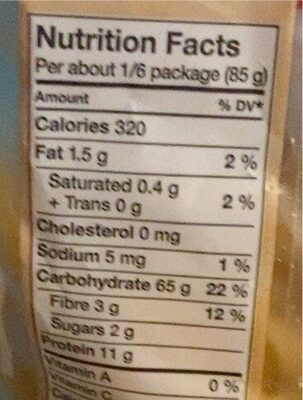 Nutrition Facts
Per about 1/6 package (85 g)
Amount % DV*
Calories 320
Fat 1.5 g 2 %
Saturated 0.4 g
+ Trans 0 g 2 %
Cholesterol 0 mg
Sodium 5 mg 1 %
Carbohydrate 65 g 22 %
Fibre 3 g 12 %
Sugars 2 g
Protein 11 g
Vitamin A 0 %
Vitamin C